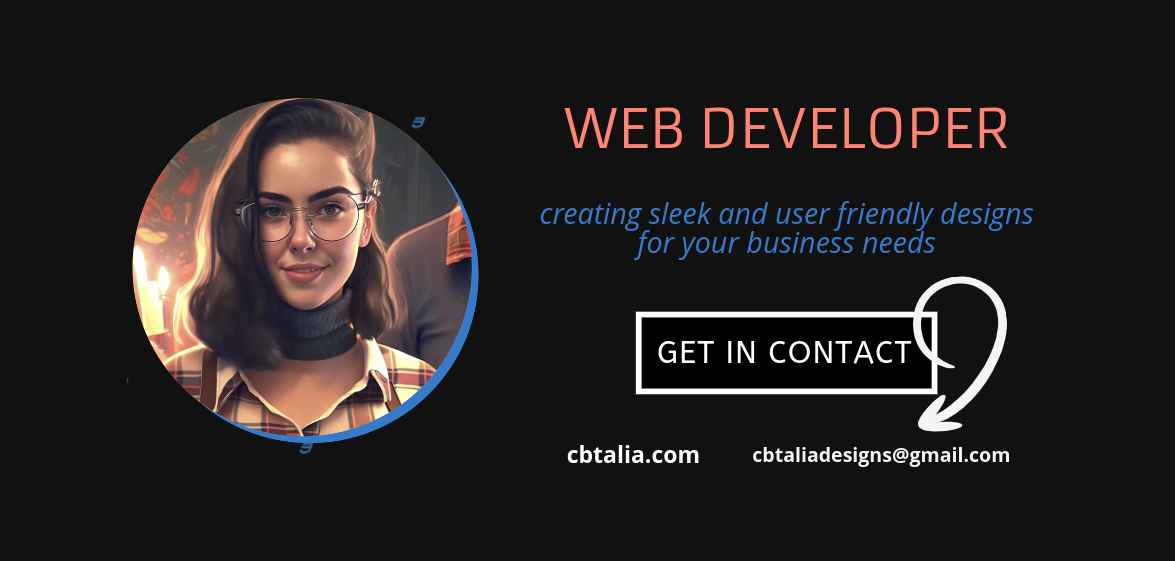 WEB DEVELOPER
creating sleek and user friendly designs
for your business needs
GET IN CONTACT
cbtalia.com
cbtaliadesigns@gmail.com